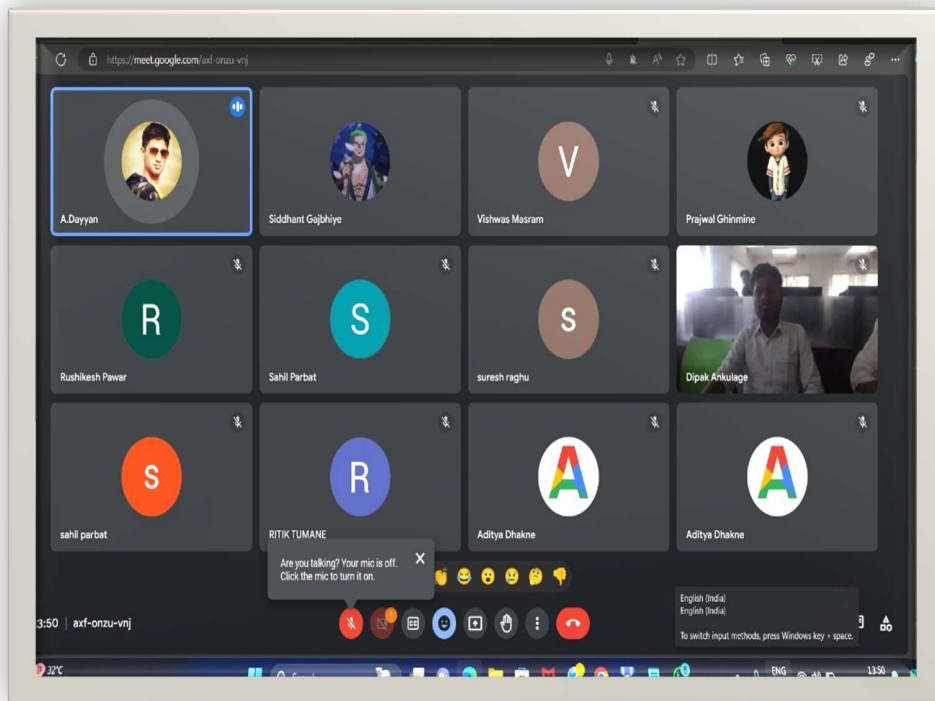 https://meet.google.com/axf-onzu-vnj
A.Dayyan
Siddhant Gajbhiye
V
Vishwas Masram
Prajwal Ghinmine
R
Rushikesh Pawar
S
Sahil Parbat
s
suresh raghu
Dipak Ankulage
s
sahil parbat
R
RITIK TUMANE
A
Aditya Dhakne
A
Aditya Dhakne
Are you talking? Your mic is off.
Click the mic to turn it on.
English (India)
English (India)
To switch input methods, press Windows key + space.
3:50 | axf-onzu-vnj
CC
32°C
ENG
13:50